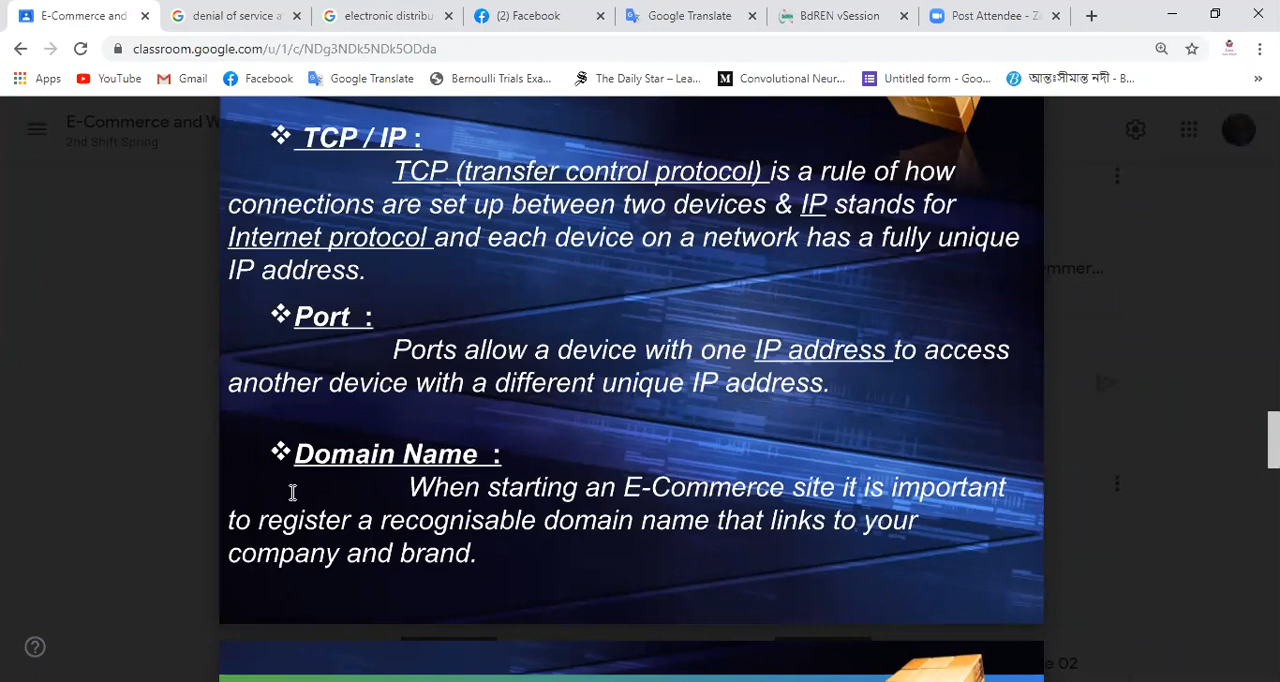 E-Commerce and
denial of service a
electronic distribu
(2) Facebook
Google Translate
BdREN vSession
Post Attendee - Z
classroom.google.com/u/1/c/NDg3NDk5NDk5ODda
Apps
YouTube
Gmail
Facebook
Google Translate
Bernoulli Trials Exa...
The Daily Star – Lea...
Convolutional Neur...
Untitled form - Goo...
আন্তঃসীমান্ত নদী - B...
E-Commerce and W
2nd Shift Spring
❖ TCP / IP :
TCP (transfer control protocol) is a rule of how
connections are set up between two devices & IP stands for
Internet protocol and each device on a network has a fully unique
IP address.
❖ Port :
Ports allow a device with one IP address to access
another device with a different unique IP address.
❖ Domain Name :
When starting an E-Commerce site it is important
to register a recognisable domain name that links to your
company and brand.
ommer...
e 02